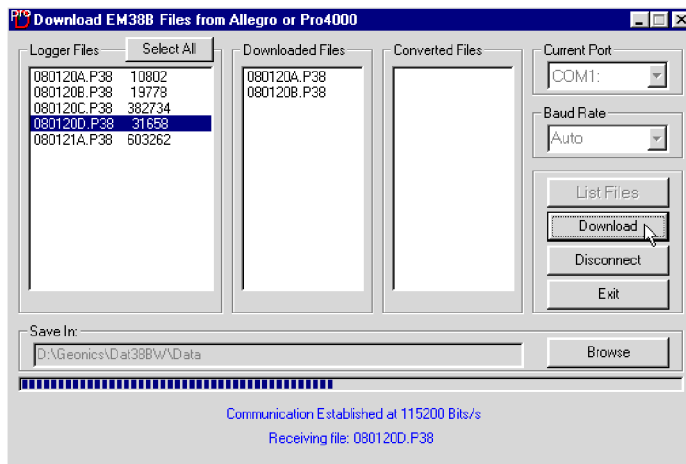 Pro Download EM38B Files from Allegro or Pro4000
Logger Files Select All
080120A.P38 10802
080120B.P38 19778
080120C.P38 382734
080120D.P38 31658
080121A.P38 603262
Downloaded Files
080120A.P38
080120B.P38
Converted Files
Current Port
COM1:
Baud Rate
Auto
List Files
Download
Disconnect
Exit
Save In:
D:\Geonics\Dat38BW\Data
Browse
Communication Established at 115200 Bits/s
Receiving file: 080120D.P38